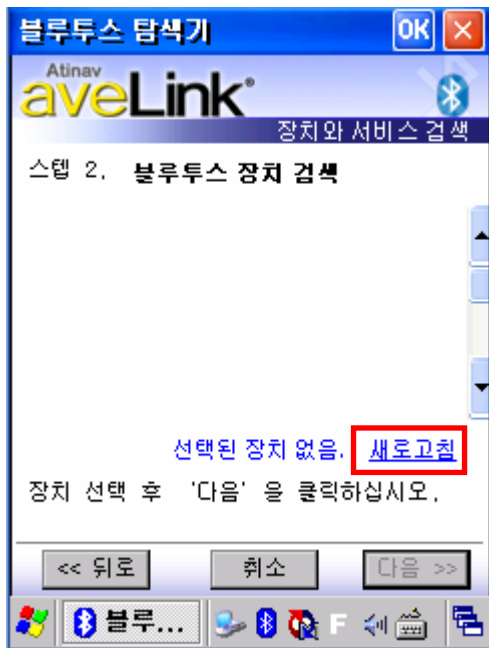 블루투스 탐색기 OK
Atinav
aveLink®
장치와 서비스 검색
스텝 2. 블루투스 장치 검색
선택된 장치 없음. 새로고침
장치 선택 후 '다음' 을 클릭하십시오.
<< 뒤로 취소 다음 >>
블루... F